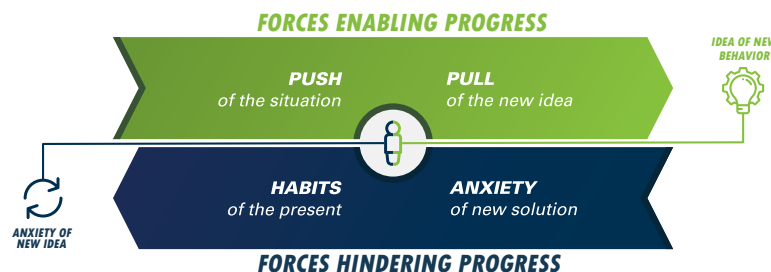 FORCES ENABLING PROGRESS
IDEA OF NEW
BEHAVIOR
PUSH
of the situation
PULL
of the new idea
HABITS
of the present
ANXIETY
of new solution
ANXIETY OF
NEW IDEA
FORCES HINDERING PROGRESS